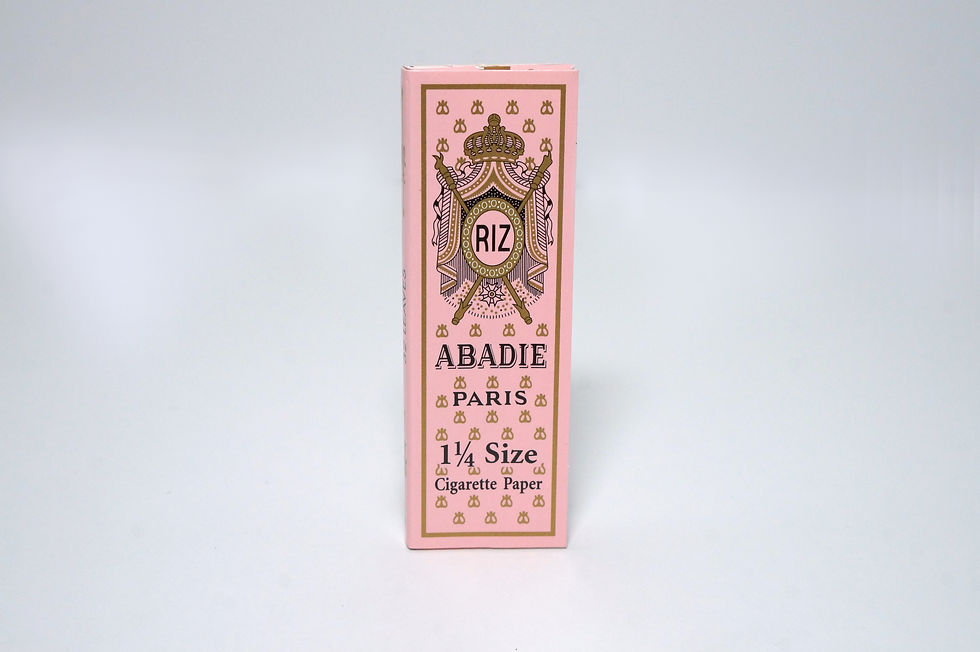 RIZ
ABADIE
PARIS
1¼ Size
Cigarette Paper